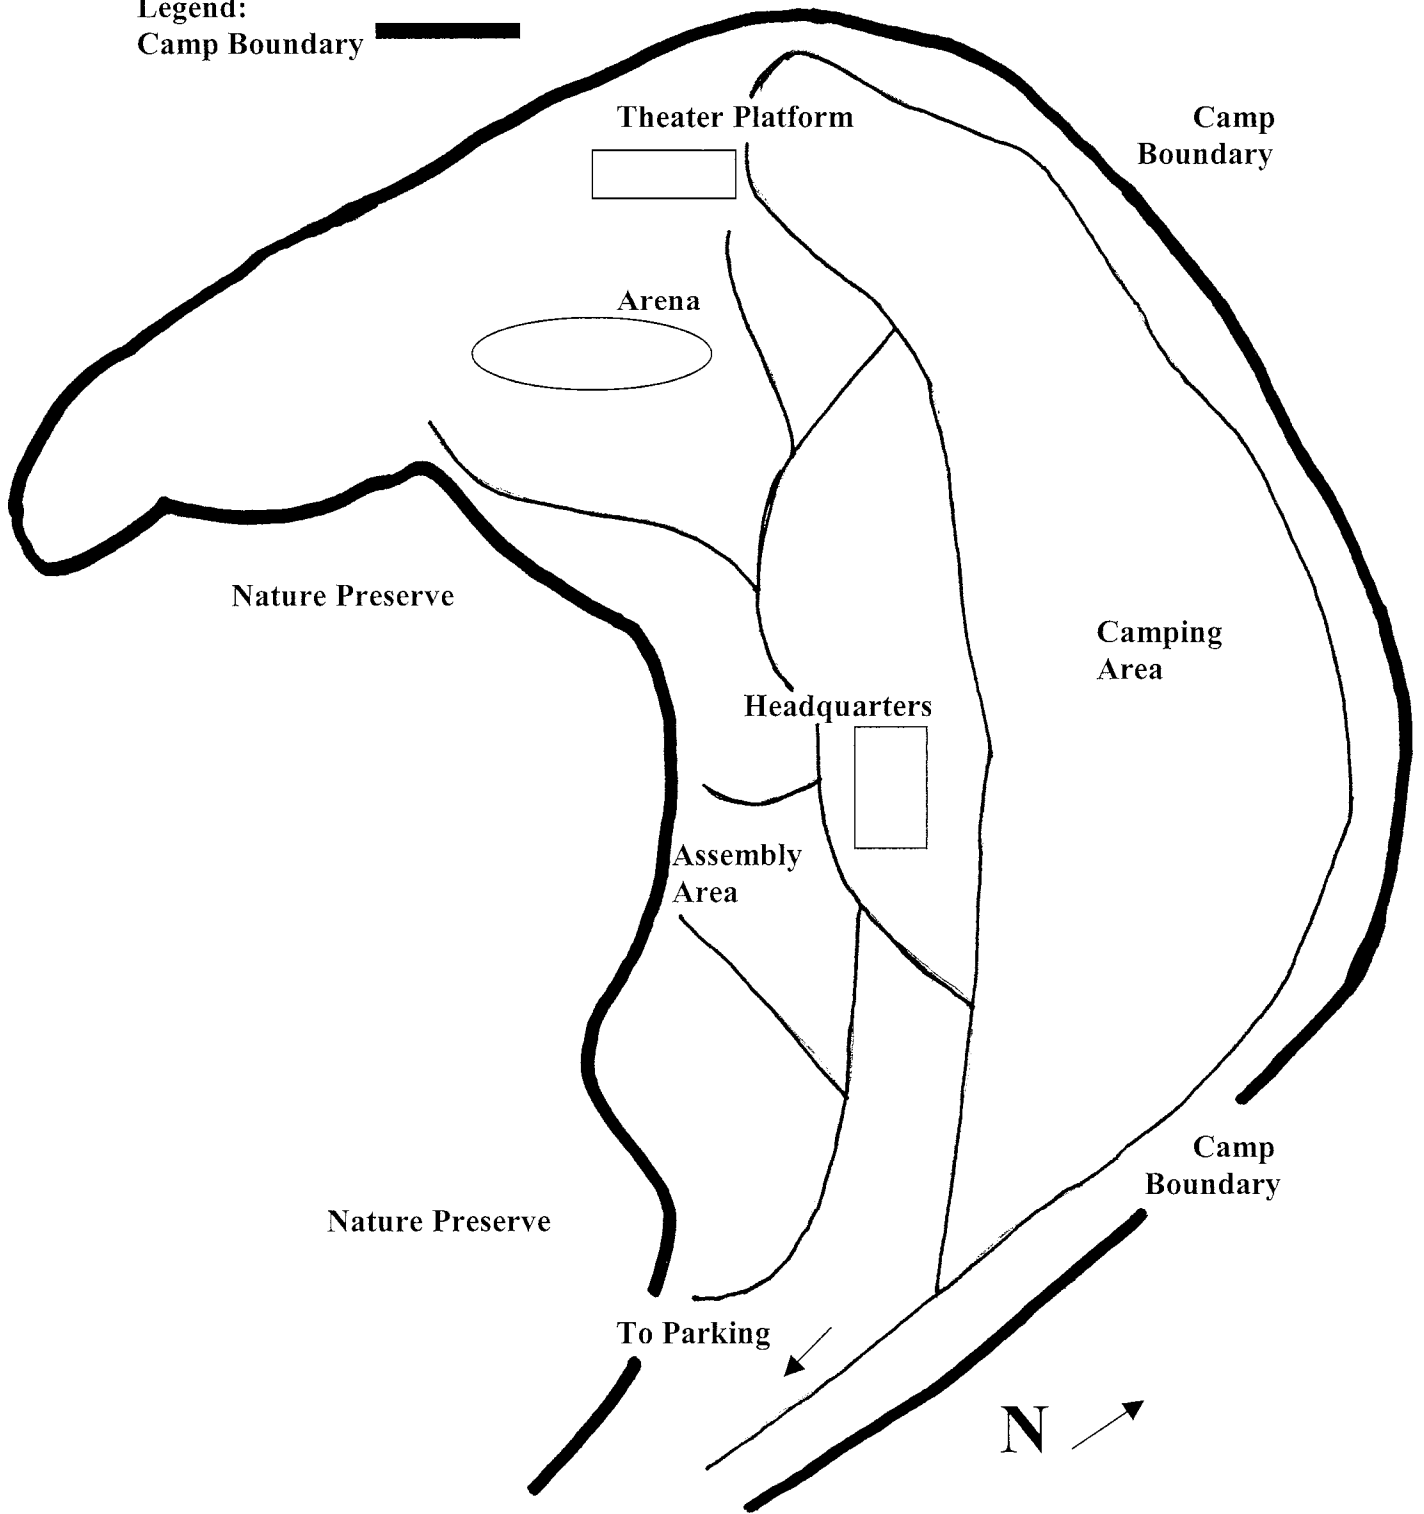 Legend:
Camp Boundary
Theater Platform
Camp
Boundary
Arena
Nature Preserve
Camping
Area
Headquarters
Assembly
Area
Camp
Boundary
Nature Preserve
To Parking
N